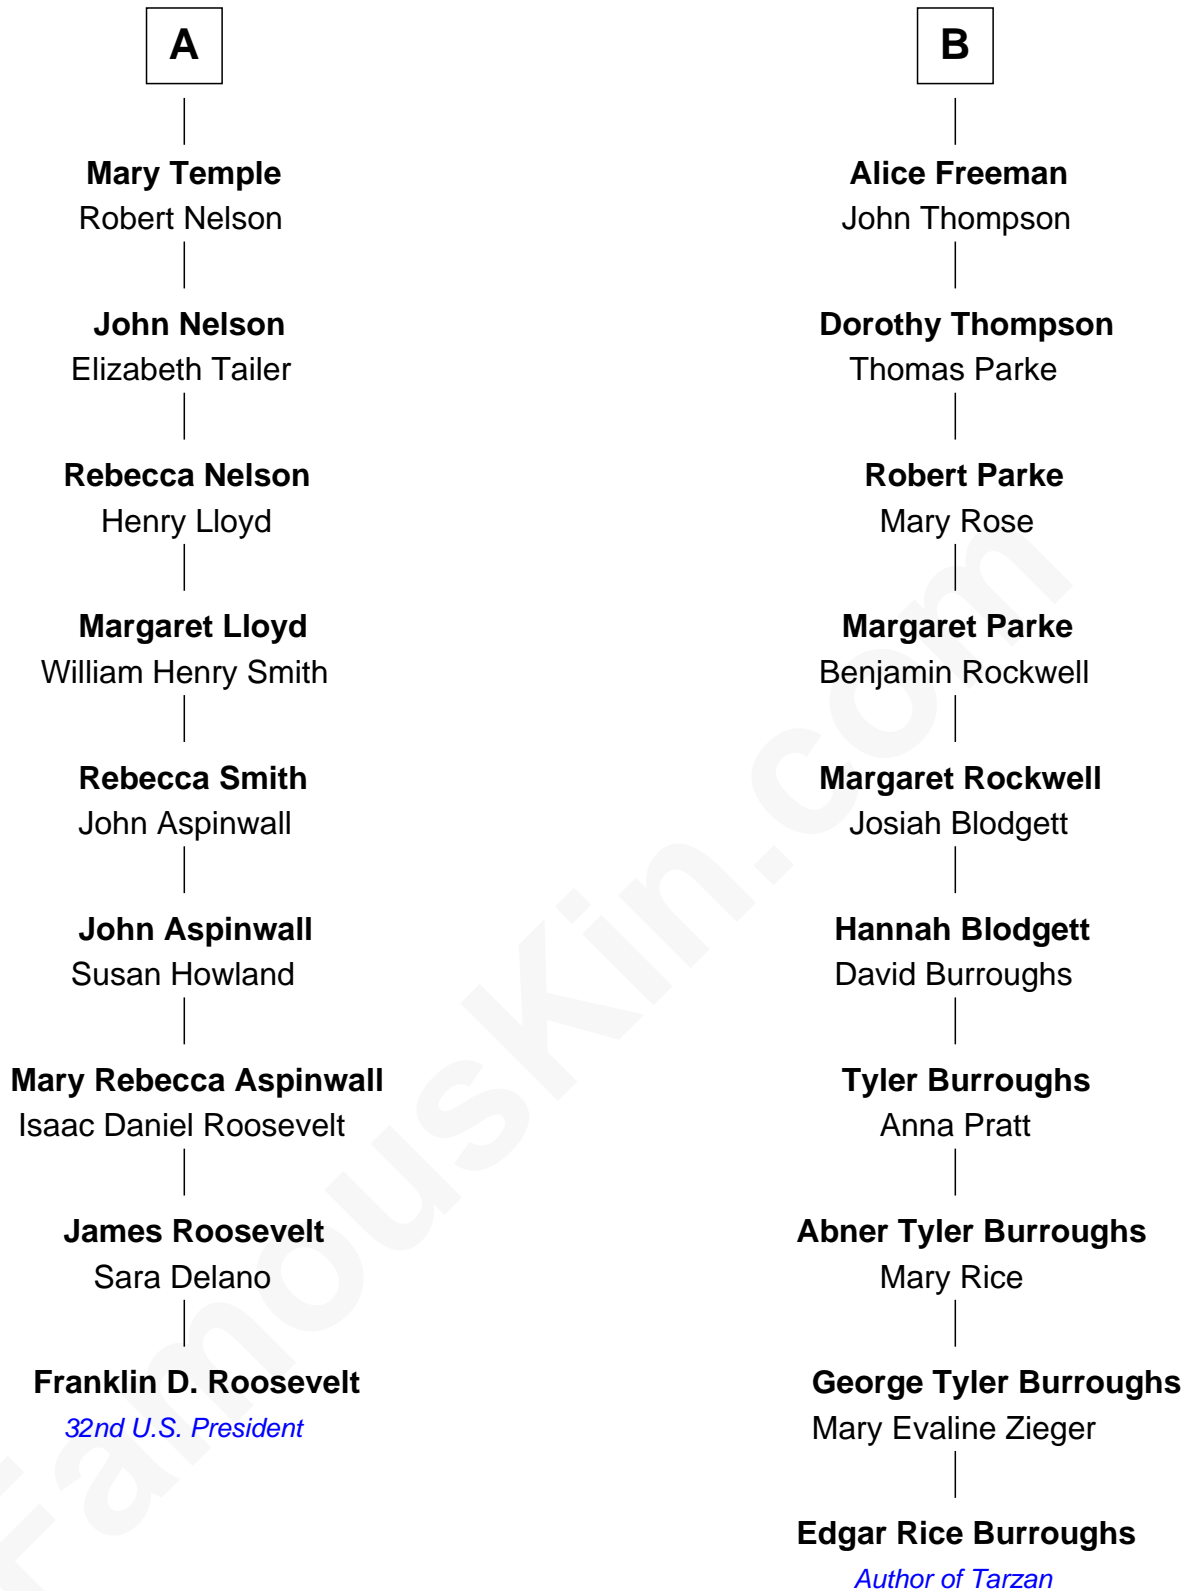 A
Mary Temple
Robert Nelson
John Nelson
Elizabeth Tailer
Rebecca Nelson
Henry Lloyd
Margaret Lloyd
William Henry Smith
Rebecca Smith
John Aspinwall
John Aspinwall
Susan Howland
Mary Rebecca Aspinwall
Isaac Daniel Roosevelt
James Roosevelt
Sara Delano
Franklin D. Roosevelt
32nd U.S. President
B
Alice Freeman
John Thompson
Dorothy Thompson
Thomas Parke
Robert Parke
Mary Rose
Margaret Parke
Benjamin Rockwell
Margaret Rockwell
Josiah Blodgett
Hannah Blodgett
David Burroughs
Tyler Burroughs
Anna Pratt
Abner Tyler Burroughs
Mary Rice
George Tyler Burroughs
Mary Evaline Zieger
Edgar Rice Burroughs
Author of Tarzan
FamousKin.com